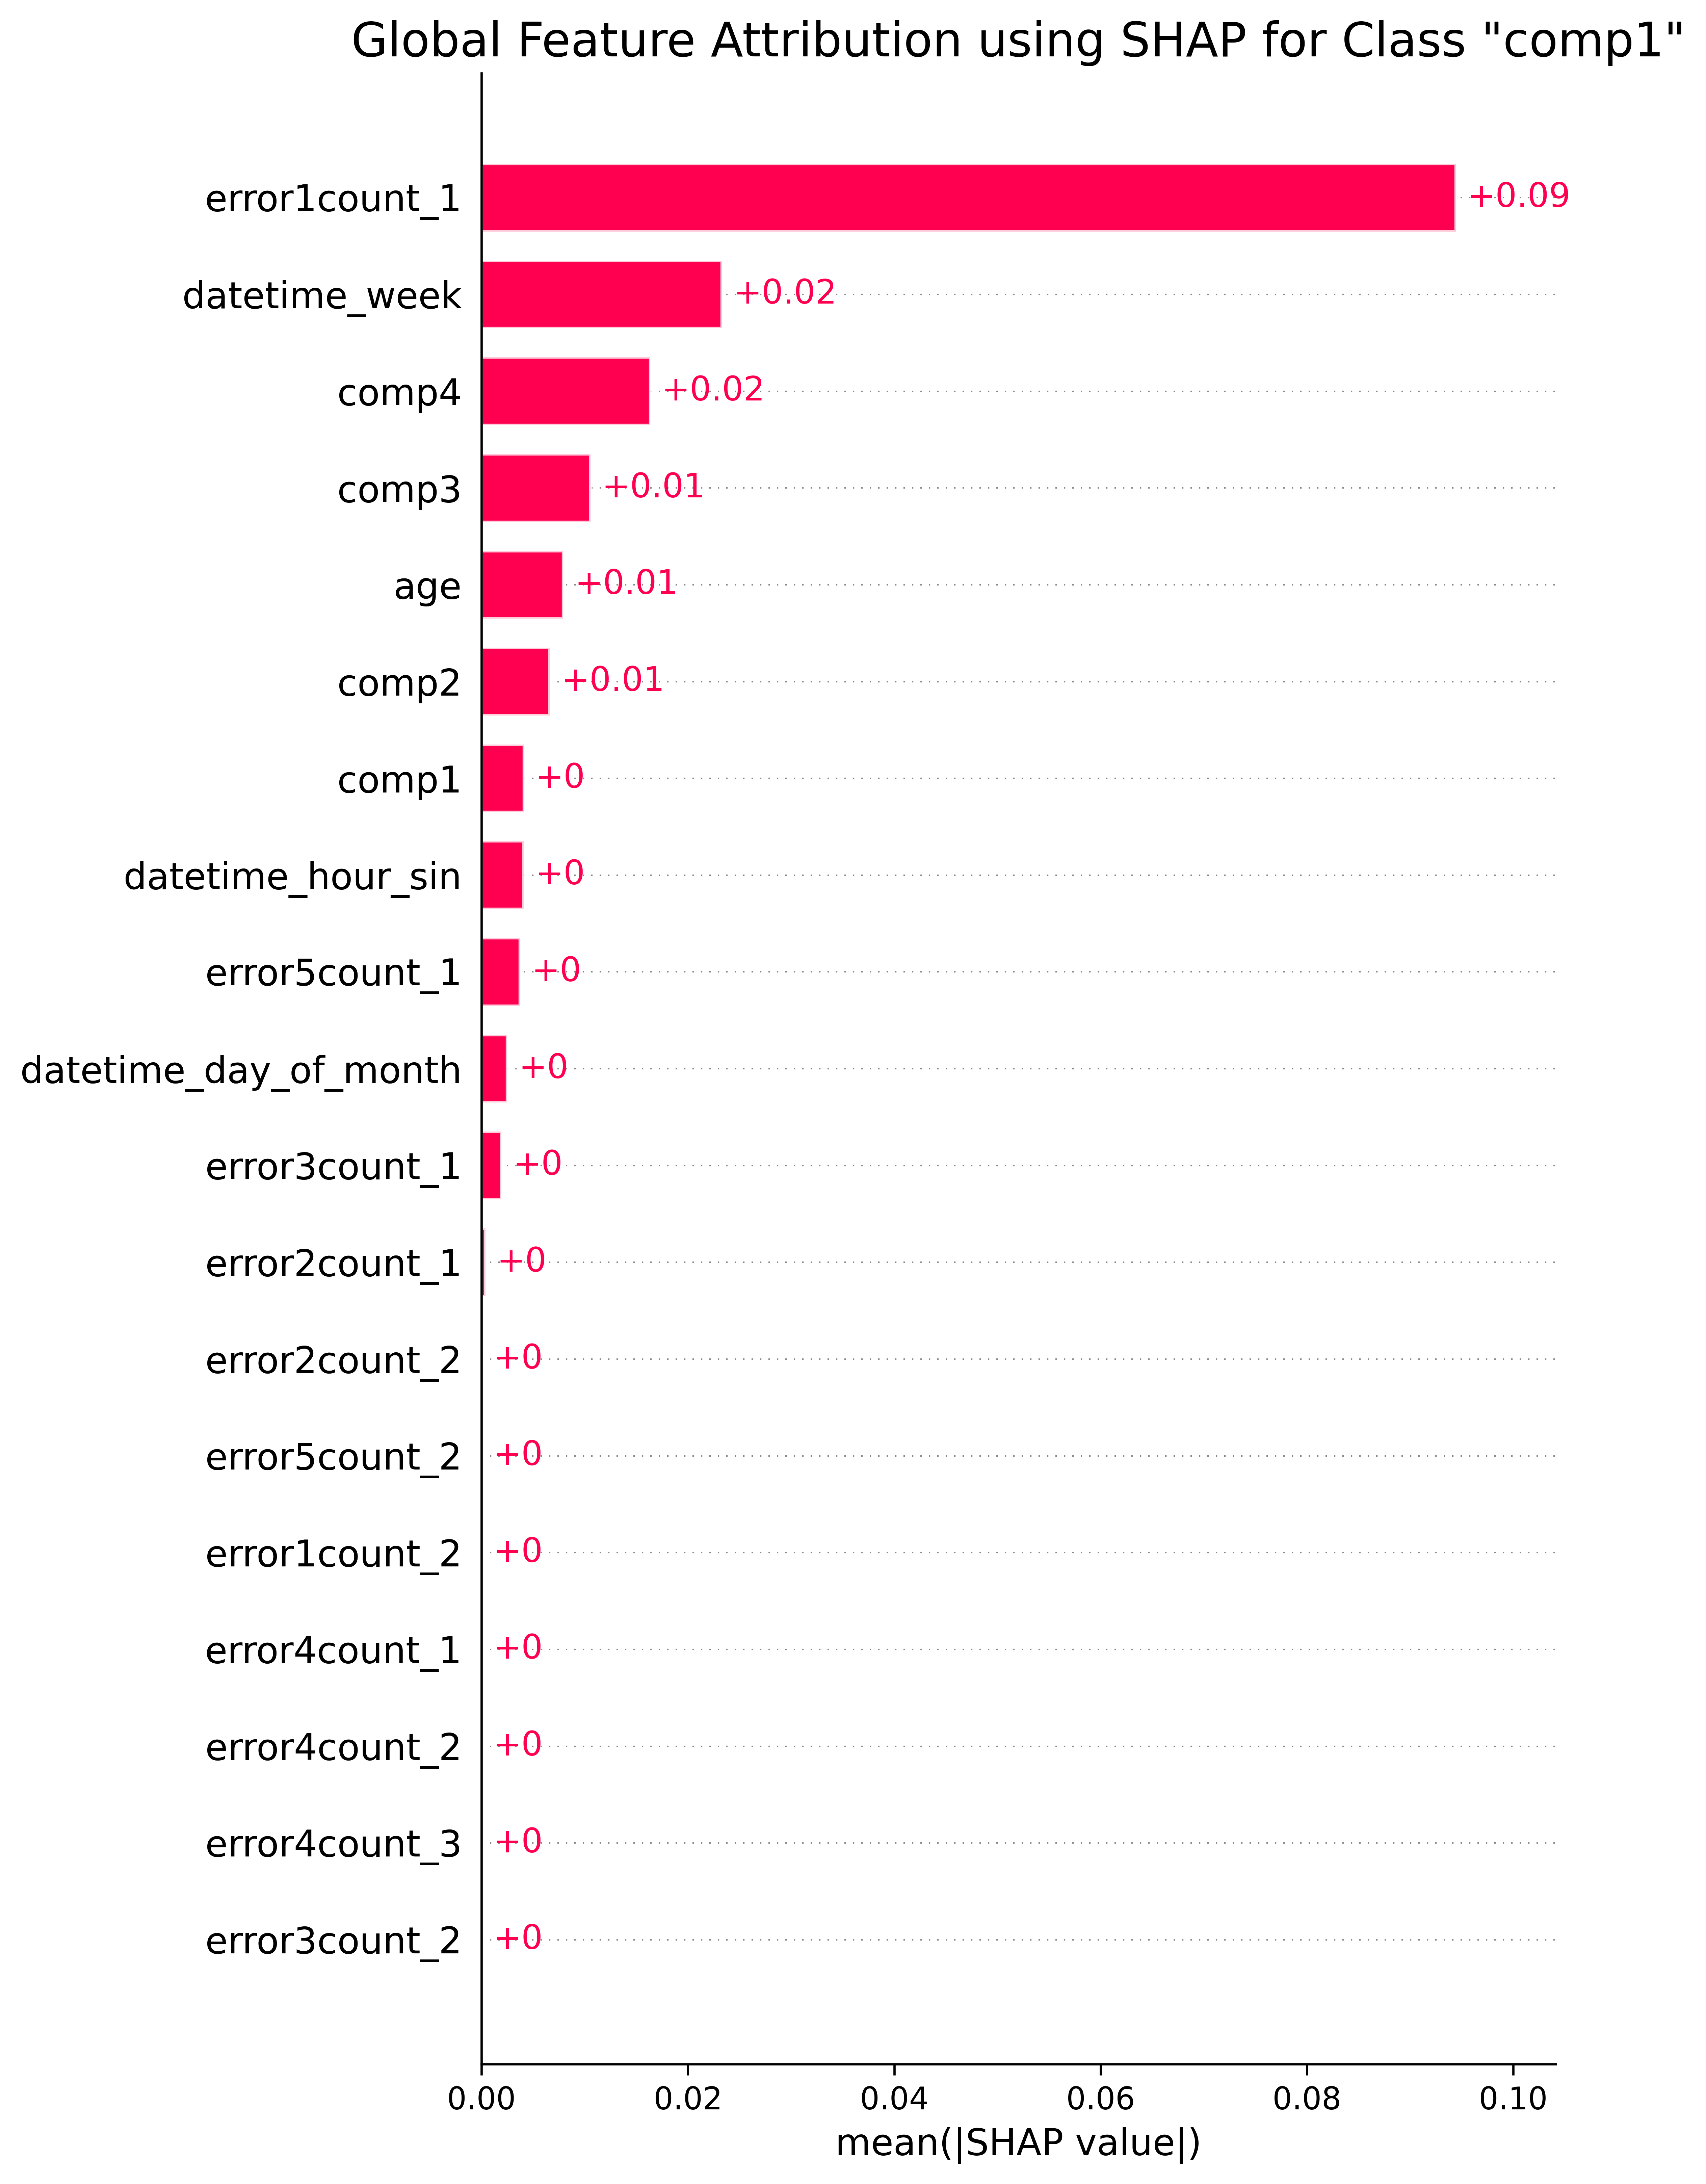 Global Feature Attribution using SHAP for Class "comp1"
error1count_1 +0.09
datetime_week +0.02
comp4 +0.02
comp3 +0.01
age +0.01
comp2 +0.01
comp1 +0
datetime_hour_sin +0
error5count_1 +0
datetime_day_of_month +0
error3count_1 +0
error2count_1 +0
error2count_2 +0
error5count_2 +0
error1count_2 +0
error4count_1 +0
error4count_2 +0
error4count_3 +0
error3count_2 +0
0.00 0.02 0.04 0.06 0.08 0.10
mean(|SHAP value|)